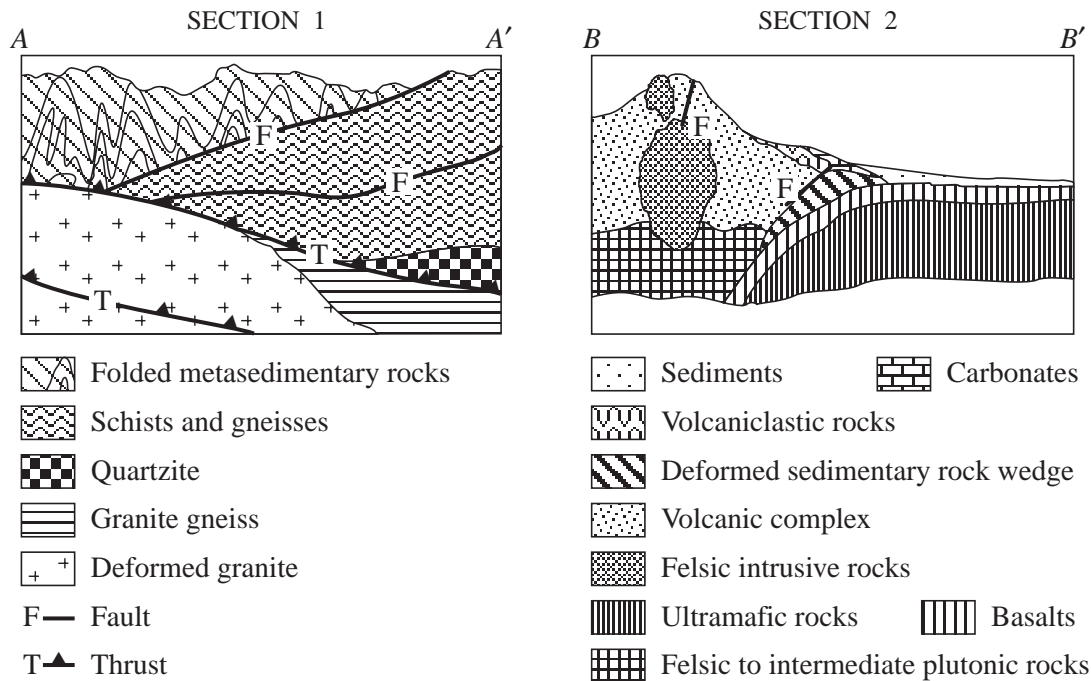 SECTION 1
A A′
F
F
T
T
Folded metasedimentary rocks
Schists and gneisses
Quartzite
Granite gneiss
Deformed granite
F Fault
T Thrust
SECTION 2
B B′
F
F
Sediments Carbonates
Volcaniclastic rocks
Deformed sedimentary rock wedge
Volcanic complex
Felsic intrusive rocks
Ultramafic rocks Basalts
Felsic to intermediate plutonic rocks